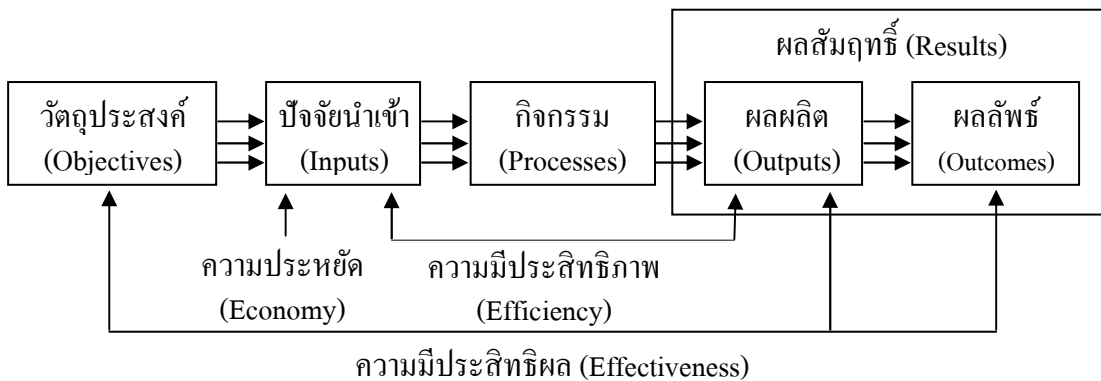 ผลสัมฤทธิ์ (Results)
วัตถุประสงค์
(Objectives)
ปัจจัยนำเข้า
(Inputs)
กิจกรรม
(Processes)
ผลผลิต
(Outputs)
ผลลัพธ์
(Outcomes)
ความประหยัด
(Economy)
ความมีประสิทธิภาพ
(Efficiency)
ความมีประสิทธิผล (Effectiveness)